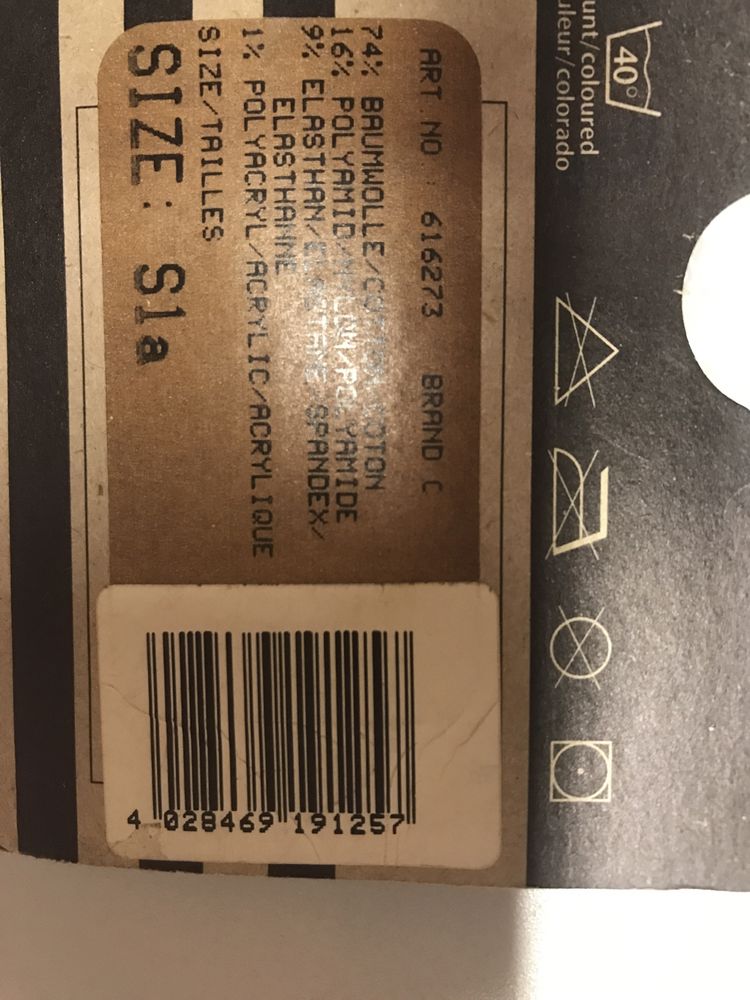 ART.NO.: 616273 BRAND C
74% BAUMWOLLE/COTTON/COTON
16% POLYAMID/NYLON/POLYAMIDE
9% ELASTHAN/ELASTANE/SPANDEX/
ELASTHANNE
1% POLYACRYL/ACRYLIC/ACRYLIQUE
SIZE/TAILLES
SIZE: S1a
4 028469 191257
40°
unt/coloured
uleur/colorado